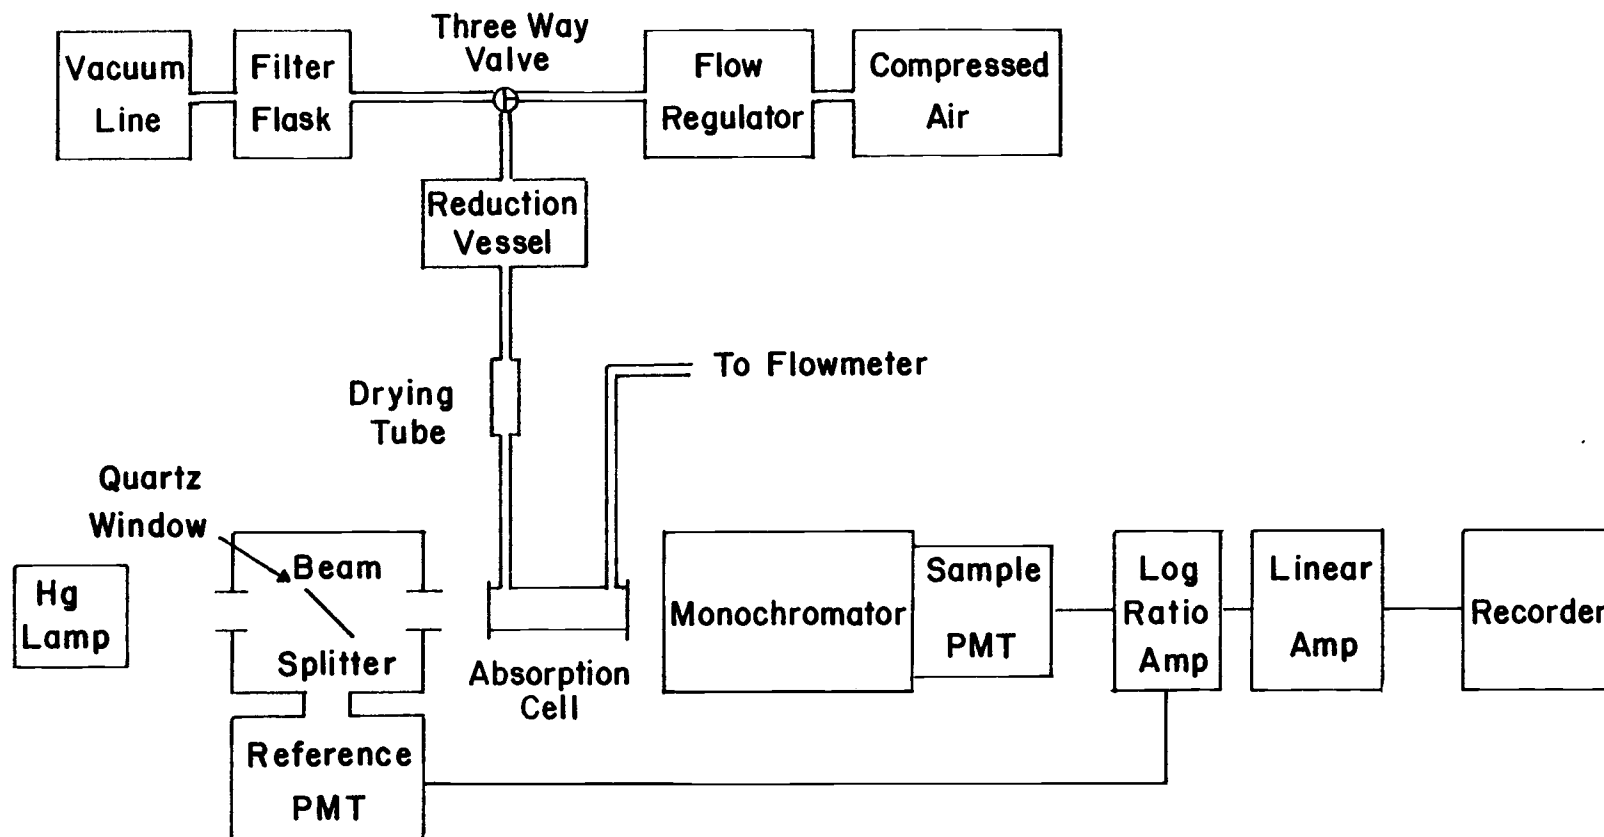 Three Way
Valve
Vacuum
Line
Filter
Flask
Flow
Regulator
Compressed
Air
Reduction
Vessel
To Flowmeter
Drying
Tube
Quartz
Window
Hg
Lamp
Beam
Splitter
Absorption
Cell
Monochromator
Sample
PMT
Log
Ratio
Amp
Linear
Amp
Recorder
Reference
PMT